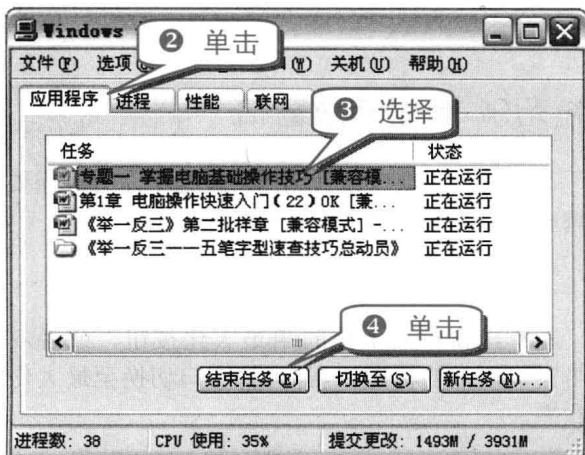 Windows
❷ 单击
文件(F) 选项 (W) 关机(U) 帮助(H)
应用程序 进程 性能 联网
❸ 选择
任务 状态
专题一 掌握电脑基础操作技巧 [兼容模... 正在运行
第1章 电脑操作快速入门(22)OK [兼... 正在运行
《举一反三》第二批样章 [兼容模式] -... 正在运行
《举一反三——五笔字型速查技巧总动员》 正在运行
❹ 单击
结束任务(E) 切换至(S) 新任务(N)...
进程数: 38 CPU 使用: 35% 提交更改: 1493M / 3931M